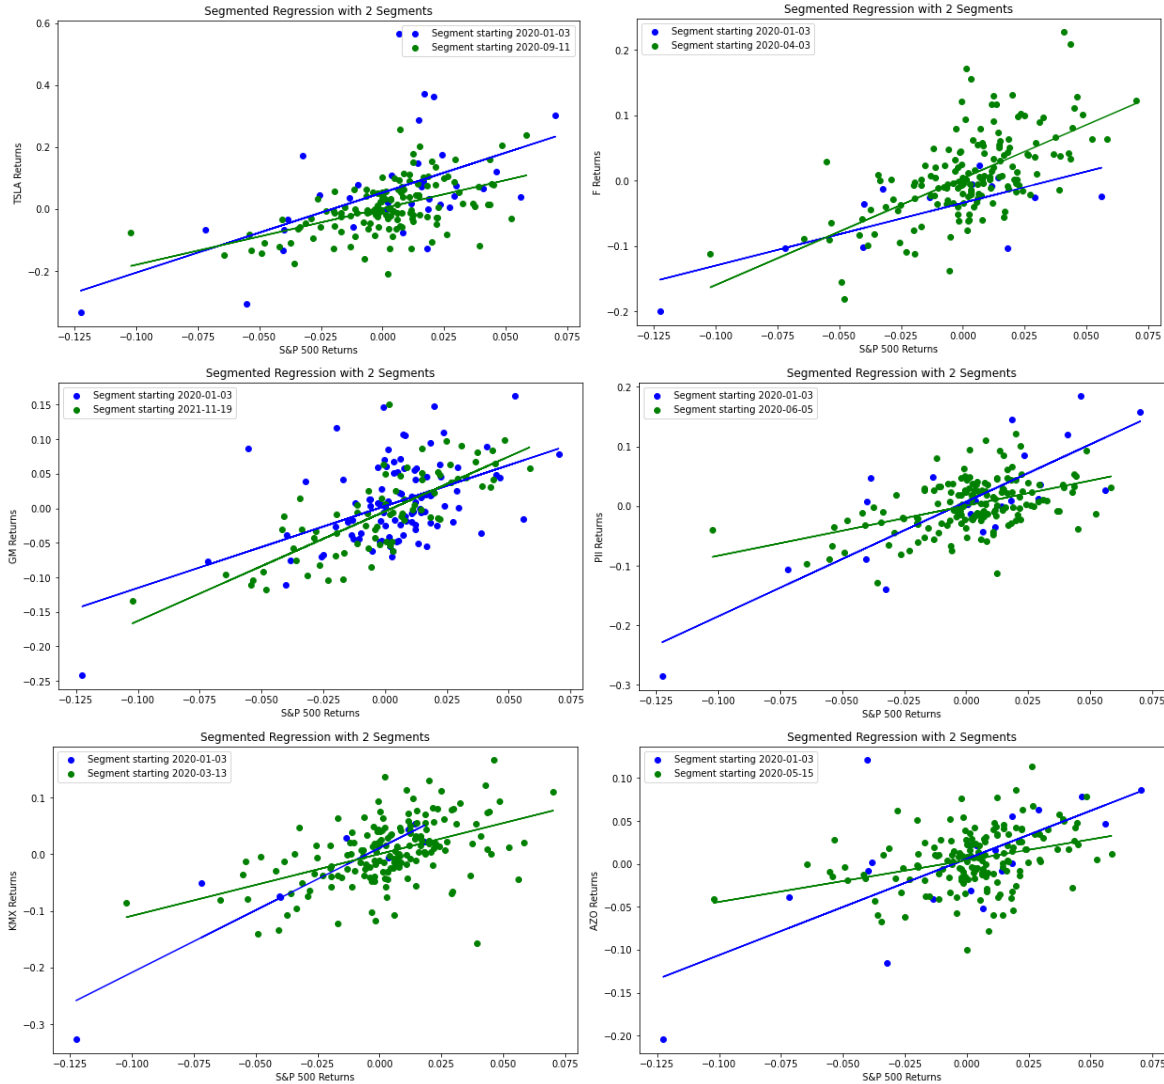 Segmented Regression with 2 Segments
Segment starting 2020-01-03
Segment starting 2020-09-11
0.6
0.4
0.2
0.0
−0.2
TSLA Returns
−0.125 −0.100 −0.075 −0.050 −0.025 0.000 0.025 0.050 0.075
S&P 500 Returns
Segmented Regression with 2 Segments
Segment starting 2020-01-03
Segment starting 2020-04-03
0.2
0.1
0.0
−0.1
−0.2
F Returns
−0.125 −0.100 −0.075 −0.050 −0.025 0.000 0.025 0.050 0.075
S&P 500 Returns
Segmented Regression with 2 Segments
Segment starting 2020-01-03
Segment starting 2021-11-19
0.15
0.10
0.05
0.00
−0.05
−0.10
−0.15
−0.20
−0.25
GM Returns
−0.125 −0.100 −0.075 −0.050 −0.025 0.000 0.025 0.050 0.075
S&P 500 Returns
Segmented Regression with 2 Segments
Segment starting 2020-01-03
Segment starting 2020-06-05
0.2
0.1
0.0
−0.1
−0.2
−0.3
PII Returns
−0.125 −0.100 −0.075 −0.050 −0.025 0.000 0.025 0.050 0.075
S&P 500 Returns
Segmented Regression with 2 Segments
Segment starting 2020-01-03
Segment starting 2020-03-13
0.1
0.0
−0.1
−0.2
−0.3
KMX Returns
−0.125 −0.100 −0.075 −0.050 −0.025 0.000 0.025 0.050 0.075
S&P 500 Returns
Segmented Regression with 2 Segments
Segment starting 2020-01-03
Segment starting 2020-05-15
0.10
0.05
0.00
−0.05
−0.10
−0.15
−0.20
AZO Returns
−0.125 −0.100 −0.075 −0.050 −0.025 0.000 0.025 0.050 0.075
S&P 500 Returns